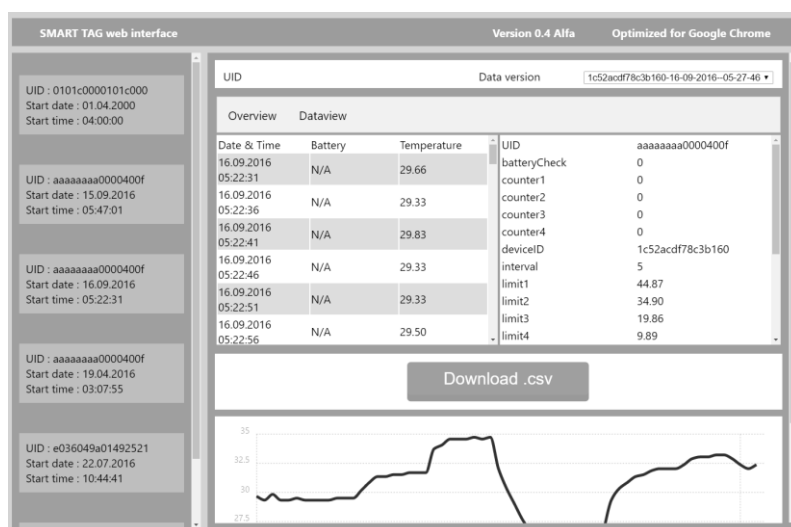 SMART TAG web interface Version 0.4 Alfa Optimized for Google Chrome
UID : 0101c0000101c000
Start date : 01.04.2000
Start time : 04:00:00
UID : aaaaaaaa0000400f
Start date : 15.09.2016
Start time : 05:47:01
UID : aaaaaaaa0000400f
Start date : 16.09.2016
Start time : 05:22:31
UID : aaaaaaaa0000400f
Start date : 19.04.2016
Start time : 03:07:55
UID : e036049a01492521
Start date : 22.07.2016
Start time : 10:44:41
UID Data version 1c52acdf78c3b160-16-09-2016--05-27-46
Overview Dataview
Date & Time Battery Temperature
16.09.2016
05:22:31 N/A 29.66
16.09.2016
05:22:36 N/A 29.33
16.09.2016
05:22:41 N/A 29.83
16.09.2016
05:22:46 N/A 29.33
16.09.2016
05:22:51 N/A 29.33
16.09.2016
05:22:56 N/A 29.50
UID aaaaaaaa0000400f
batteryCheck 0
counter1 0
counter2 0
counter3 0
counter4 0
deviceID 1c52acdf78c3b160
interval 5
limit1 44.87
limit2 34.90
limit3 19.86
limit4 9.89
Download .csv
35
32.5
30
27.5